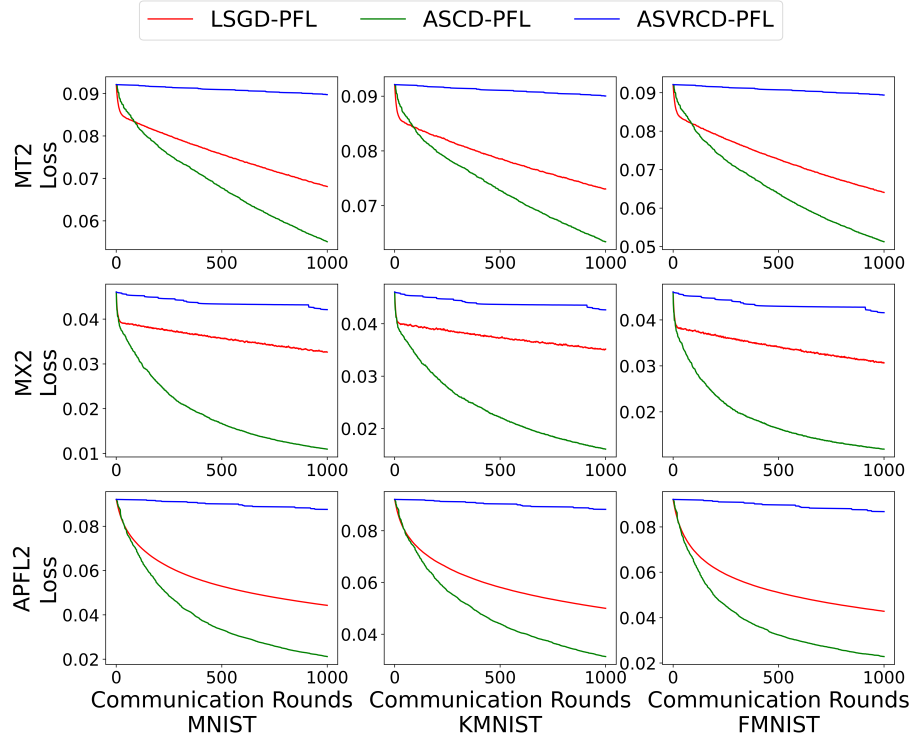 LSGD-PFL ASCD-PFL ASVRCD-PFL
MT2
Loss
0.09
0.08
0.07
0.06
0 500 1000
0.09
0.08
0.07
0 500 1000
0.09
0.08
0.07
0.06
0.05
0 500 1000
MX2
Loss
0.04
0.03
0.02
0.01
0 500 1000
0.04
0.03
0.02
0 500 1000
0.04
0.03
0.02
0 500 1000
APFL2
Loss
0.08
0.06
0.04
0.02
0 500 1000
0.08
0.06
0.04
0 500 1000
0.08
0.06
0.04
0.02
0 500 1000
Communication Rounds
MNIST
Communication Rounds
KMNIST
Communication Rounds
FMNIST